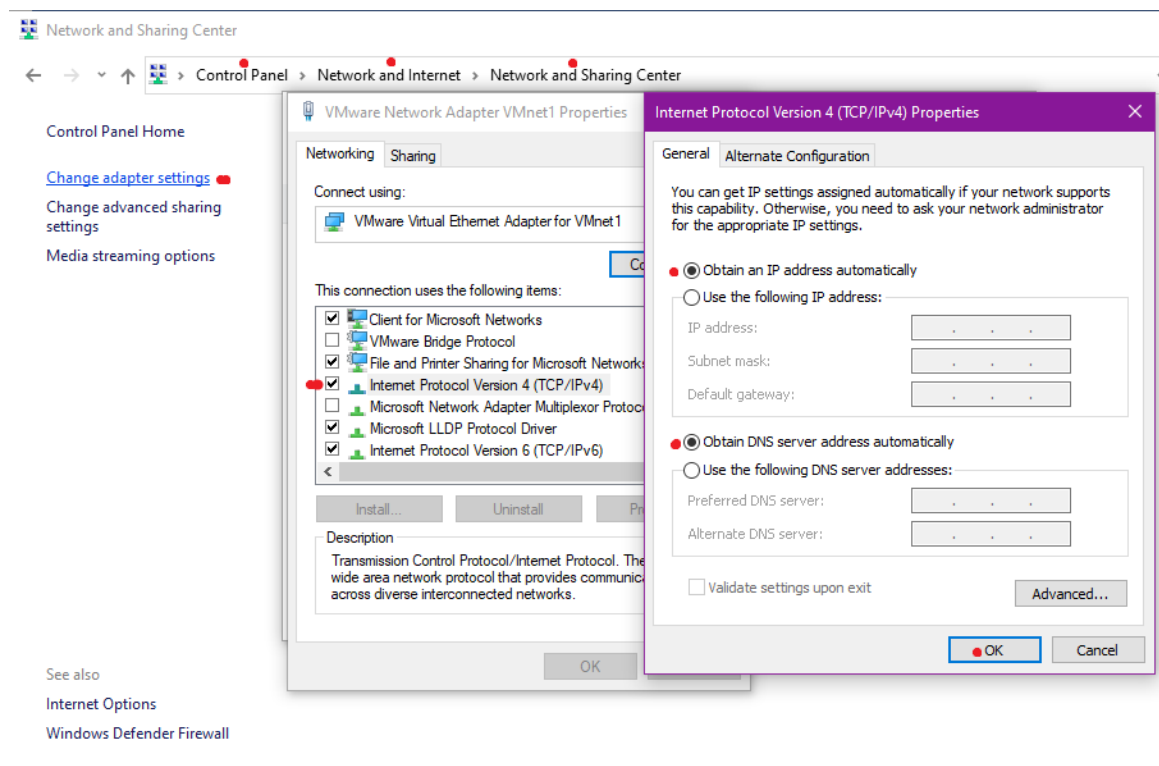 Network and Sharing Center
Control Panel > Network and Internet > Network and Sharing Center
Control Panel Home
Change adapter settings
Change advanced sharing
settings
Media streaming options
See also
Internet Options
Windows Defender Firewall
VMware Network Adapter VMnet1 Properties
Networking Sharing
Connect using:
VMware Virtual Ethernet Adapter for VMnet1
Co
This connection uses the following items:
Client for Microsoft Networks
VMware Bridge Protocol
File and Printer Sharing for Microsoft Networks
Internet Protocol Version 4 (TCP/IPv4)
Microsoft Network Adapter Multiplexor Protoc
Microsoft LLDP Protocol Driver
Internet Protocol Version 6 (TCP/IPv6)
Install... Uninstall Pr
Description
Transmission Control Protocol/Internet Protocol. The
wide area network protocol that provides communica
across diverse interconnected networks.
OK
Internet Protocol Version 4 (TCP/IPv4) Properties
General Alternate Configuration
You can get IP settings assigned automatically if your network supports
this capability. Otherwise, you need to ask your network administrator
for the appropriate IP settings.
Obtain an IP address automatically
Use the following IP address:
IP address: . . .
Subnet mask: . . .
Default gateway: . . .
Obtain DNS server address automatically
Use the following DNS server addresses:
Preferred DNS server: . . .
Alternate DNS server: . . .
Validate settings upon exit
Advanced...
OK Cancel